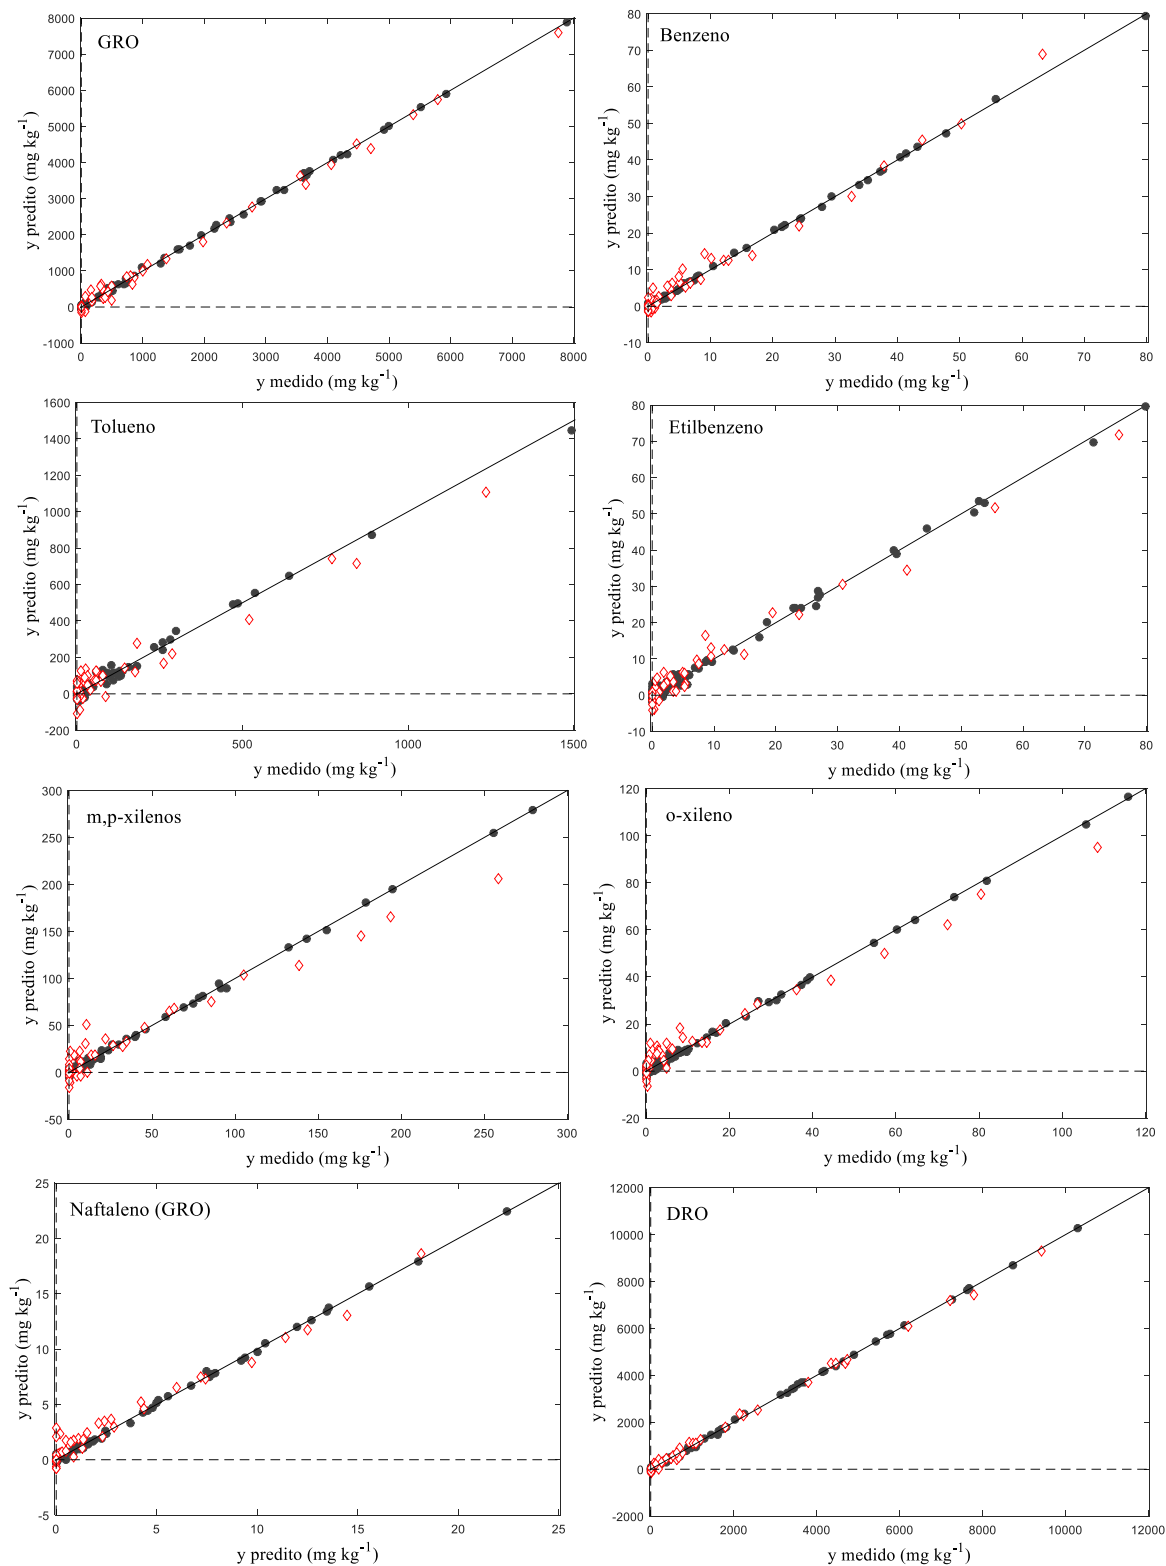 GRO
y predito (mg kg-1)
8000
7000
6000
5000
4000
3000
2000
1000
0
-1000
0 1000 2000 3000 4000 5000 6000 7000 8000
y medido (mg kg-1)
Benzeno
y predito (mg kg-1)
80
70
60
50
40
30
20
10
0
-10
0 10 20 30 40 50 60 70 80
y medido (mg kg-1)
Tolueno
y predito (mg kg-1)
1600
1400
1200
1000
800
600
400
200
0
-200
0 500 1000 1500
y medido (mg kg-1)
Etilbenzeno
y predito (mg kg-1)
80
70
60
50
40
30
20
10
0
-10
0 10 20 30 40 50 60 70 80
y medido (mg kg-1)
m,p-xilenos
y predito (mg kg-1)
300
250
200
150
100
50
0
-50
0 50 100 150 200 250 300
y medido (mg kg-1)
o-xileno
y predito (mg kg-1)
120
100
80
60
40
20
0
-20
0 20 40 60 80 100 120
y medido (mg kg-1)
Naftaleno (GRO)
y predito (mg kg-1)
25
20
15
10
5
0
-5
0 5 10 15 20 25
y predito (mg kg-1)
DRO
y predito (mg kg-1)
12000
10000
8000
6000
4000
2000
0
-2000
0 2000 4000 6000 8000 10000 12000
y medido (mg kg-1)